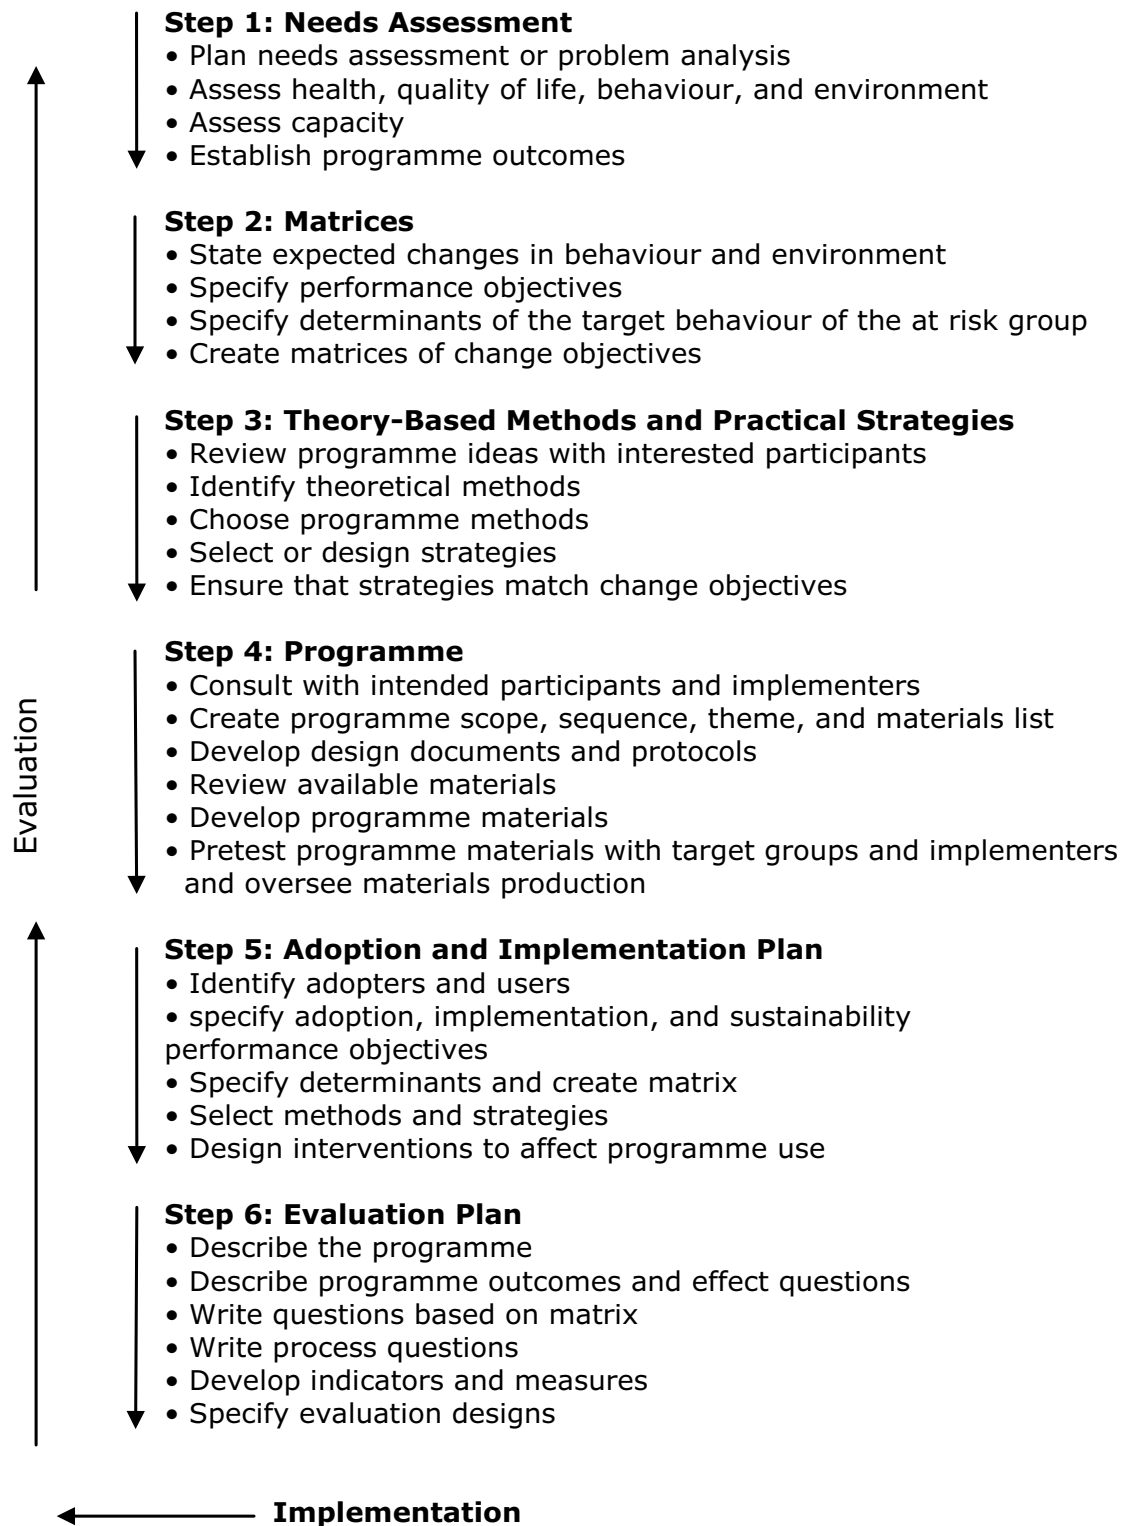 Step 1: Needs Assessment
• Plan needs assessment or problem analysis
• Assess health, quality of life, behaviour, and environment
• Assess capacity
• Establish programme outcomes
Step 2: Matrices
• State expected changes in behaviour and environment
• Specify performance objectives
• Specify determinants of the target behaviour of the at risk group
• Create matrices of change objectives
Step 3: Theory-Based Methods and Practical Strategies
• Review programme ideas with interested participants
• Identify theoretical methods
• Choose programme methods
• Select or design strategies
• Ensure that strategies match change objectives
Step 4: Programme
• Consult with intended participants and implementers
• Create programme scope, sequence, theme, and materials list
• Develop design documents and protocols
• Review available materials
• Develop programme materials
• Pretest programme materials with target groups and implementers
and oversee materials production
Step 5: Adoption and Implementation Plan
• Identify adopters and users
• specify adoption, implementation, and sustainability
performance objectives
• Specify determinants and create matrix
• Select methods and strategies
• Design interventions to affect programme use
Step 6: Evaluation Plan
• Describe the programme
• Describe programme outcomes and effect questions
• Write questions based on matrix
• Write process questions
• Develop indicators and measures
• Specify evaluation designs
Evaluation
Implementation